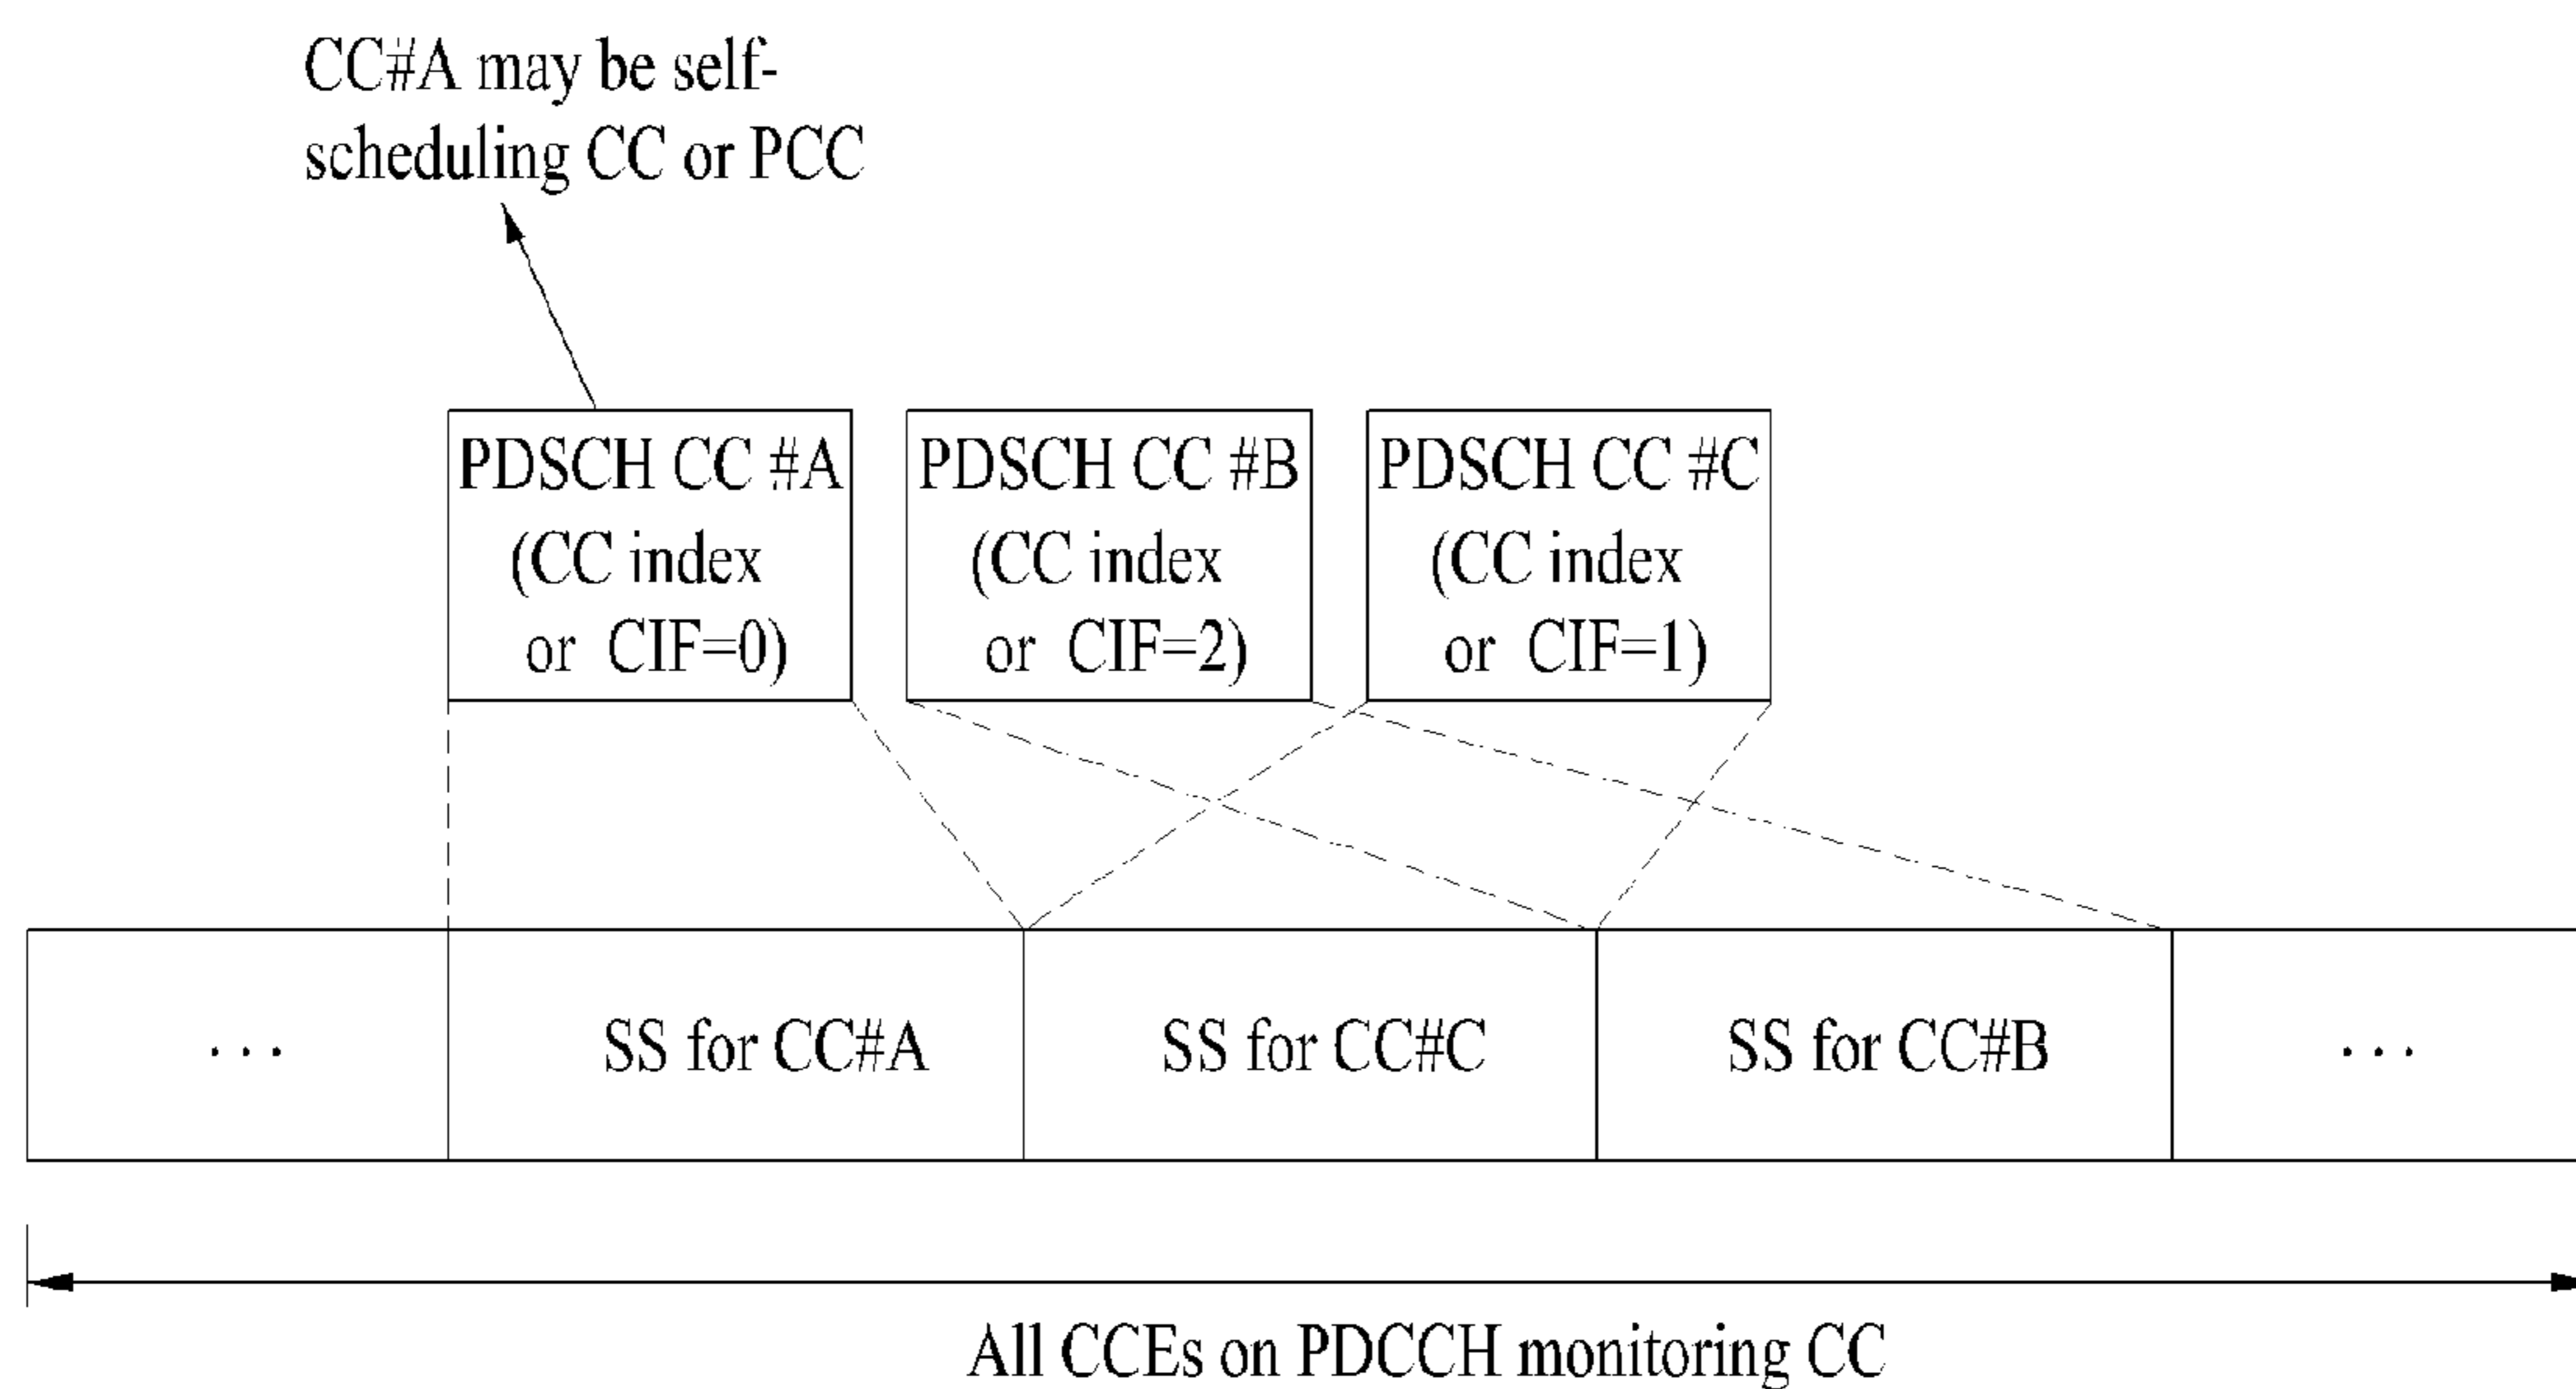 CC#A may be self-
scheduling CC or PCC
PDSCH CC #A
(CC index
or CIF=0)
PDSCH CC #B
(CC index
or CIF=2)
PDSCH CC #C
(CC index
or CIF=1)
...
SS for CC#A
SS for CC#C
SS for CC#B
...
All CCEs on PDCCH monitoring CC